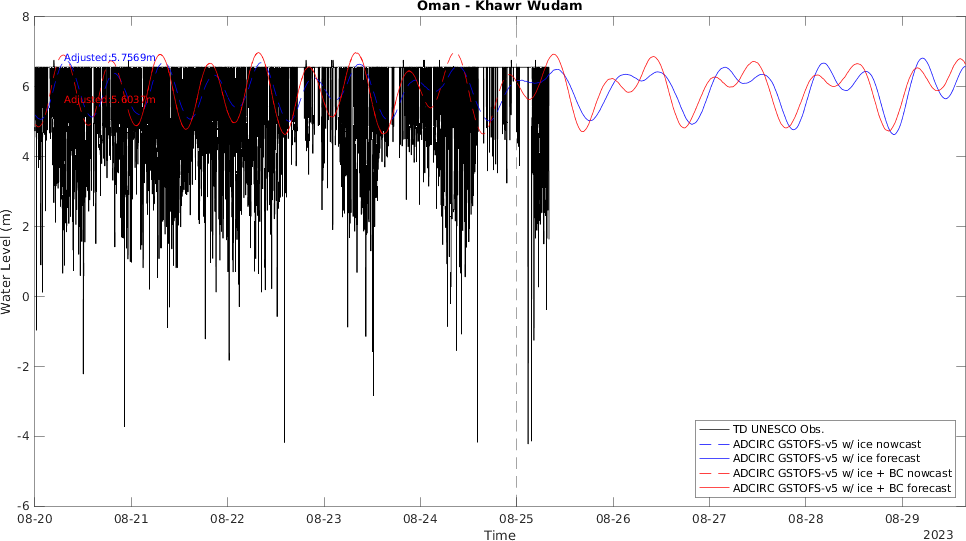 Oman - Khawr Wudam
8
6
4
2
0
-2
-4
-6
Water Level (m)
Adjusted:5.7569m
TD UNESCO Obs.
ADCIRC GSTOFS-v5 w/ ice nowcast
ADCIRC GSTOFS-v5 w/ ice forecast
ADCIRC GSTOFS-v5 w/ ice + BC nowcast
ADCIRC GSTOFS-v5 w/ ice + BC forecast
08-20
08-21
08-22
08-23
08-24
08-25
08-26
08-27
08-28
08-29
Time
2023